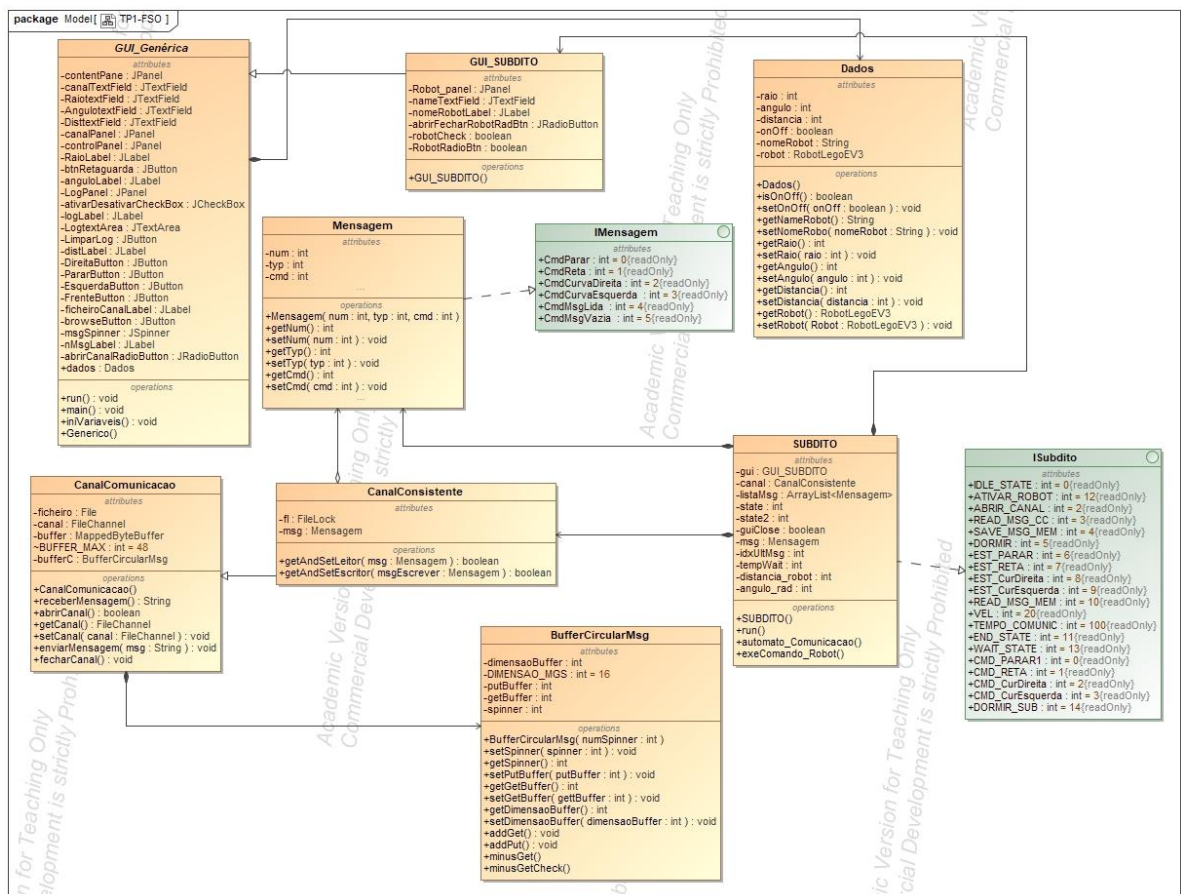 package Model[ TP1-FSO ]
GUI_Genérica
attributes
-contentPane : JPanel
-canalTextField : JTextField
-RaiotextField : JTextField
-AngulotextField : JTextField
-DisttextField : JTextField
-canalPanel : JPanel
-controlPanel : JPanel
-RaioLabel : JLabel
-btnRetaguarda : JButton
-anguloLabel : JLabel
-LogPanel : JPanel
-ativarDesativarCheckBox : JCheckBox
-logLabel : JLabel
-LogtextArea : JTextArea
-LimparLog : JButton
-distLabel : JLabel
-DireitaButton : JButton
-PararButton : JButton
-EsquerdaButton : JButton
-FrenteButton : JButton
-ficheiroCanalLabel : JLabel
-browseButton : JButton
-msgSpinner : JSpinner
-nMsgLabel : JLabel
-abrirCanalRadioButton : JRadioButton
+dados : Dados
operations
+run() : void
+main() : void
+iniVariaveis() : void
+Generico()
GUI_SUBDITO
attributes
-Robot_panel : JPanel
-nameTextField : JTextField
-nomeRobotLabel : JLabel
-abrirFecharRobotRadBtn : JRadioButton
-robotCheck : boolean
-RobotRadioBtn : boolean
operations
+GUI_SUBDITO()
Dados
attributes
-raio : int
-angulo : int
-distancia : int
-onOff : boolean
-nomeRobot : String
-robot : RobotLegoEV3
operations
+Dados()
+isOnOff() : boolean
+setOnOff( onOff : boolean ) : void
+getNameRobot() : String
+setNomeRobo( nomeRobot : String ) : void
+getRaio() : int
+setRaio( raio : int ) : void
+getAngulo() : int
+setAngulo( angulo : int ) : void
+getDistancia() : int
+setDistancia( distancia : int ) : void
+getRobot() : RobotLegoEV3
+setRobot( Robot : RobotLegoEV3 ) : void
Mensagem
attributes
-num : int
-typ : int
-cmd : int
...
operations
+Mensagem( num : int, typ : int, cmd : int )
+getNum() : int
+setNum( num : int ) : void
+getTyp() : int
+setTyp( typ : int ) : void
+getCmd() : int
+setCmd( cmd : int ) : void
...
IMensagem
attributes
+CmdParar : int = 0{readOnly}
+CmdReta : int = 1{readOnly}
+CmdCurvaDireita : int = 2{readOnly}
+CmdCurvaEsquerda : int = 3{readOnly}
+CmdMsgLida : int = 4{readOnly}
+CmdMsgVazia : int = 5{readOnly}
CanalComunicacao
attributes
-ficheiro : File
-canal : FileChannel
-buffer : MappedByteBuffer
~BUFFER_MAX : int = 48
-bufferC : BufferCircularMsg
operations
+CanalComunicacao()
+receberMensagem() : String
+abrirCanal() : boolean
+getCanal() : FileChannel
+setCanal( canal : FileChannel ) : void
+enviarMensagem( msg : String ) : void
+fecharCanal() : void
CanalConsistente
attributes
-fl : FileLock
-msg : Mensagem
operations
+getAndSetLeitor( msg : Mensagem ) : boolean
+getAndSetEscritor( msgEscrever : Mensagem ) : boolean
SUBDITO
attributes
-gui : GUI_SUBDITO
-canal : CanalConsistente
-listaMsg : ArrayList<Mensagem>
-state : int
-state2 : int
-guiClose : boolean
-msg : Mensagem
-idxUltMsg : int
-tempWait : int
-distancia_robot : int
-angulo_rad : int
operations
+SUBDITO()
+run()
+automato_Comunicacao()
+exeComando_Robot()
ISubdito
attributes
+IDLE_STATE : int = 0{readOnly}
+ATIVAR_ROBOT : int = 12{readOnly}
+ABRIR_CANAL : int = 2{readOnly}
+READ_MSG_CC : int = 3{readOnly}
+SAVE_MSG_MEM : int = 4{readOnly}
+DORMIR : int = 5{readOnly}
+EST_PARAR : int = 6{readOnly}
+EST_RETA : int = 7{readOnly}
+EST_CurDireita : int = 8{readOnly}
+EST_CurEsquerda : int = 9{readOnly}
+READ_MSG_MEM : int = 10{readOnly}
+VEL : int = 20{readOnly}
+TEMPO_COMUNIC : int = 100{readOnly}
+END_STATE : int = 11{readOnly}
+WAIT_STATE : int = 13{readOnly}
+CMD_PARAR1 : int = 0{readOnly}
+CMD_RETA : int = 1{readOnly}
+CMD_CurDireita : int = 2{readOnly}
+CMD_CurEsquerda : int = 3{readOnly}
+DORMIR_SUB : int = 14{readOnly}
BufferCircularMsg
attributes
-dimensaoBuffer : int
-DIMENSAO_MGS : int = 16
-putBuffer : int
-getBuffer : int
-spinner : int
operations
+BufferCircularMsg( numSpinner : int )
+setSpinner( spinner : int ) : void
+getSpinner() : int
+setPutBuffer( putBuffer : int ) : void
+getGetBuffer() : int
+setGetBuffer( gettBuffer : int ) : void
+getDimensaoBuffer() : int
+setDimensaoBuffer( dimensaoBuffer : int ) : void
+addGet() : void
+addPut() : void
+minusGet()
+minusGetCheck()
Academic Version for Teaching Only
Commercial Development is strictly Prohibited